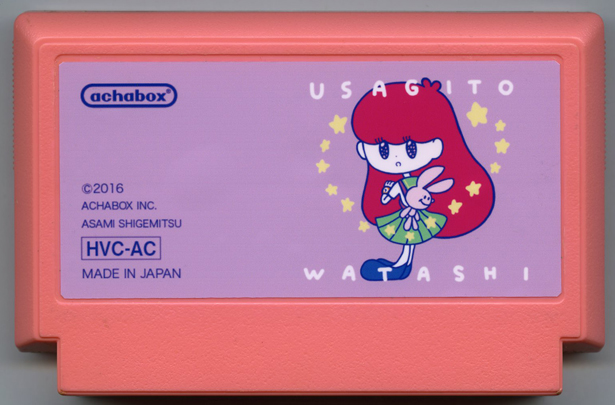 achabox®
USAGITO
©2016
ACHABOX INC.
ASAMI SHIGEMITSU
HVC-AC
MADE IN JAPAN
WATASHI